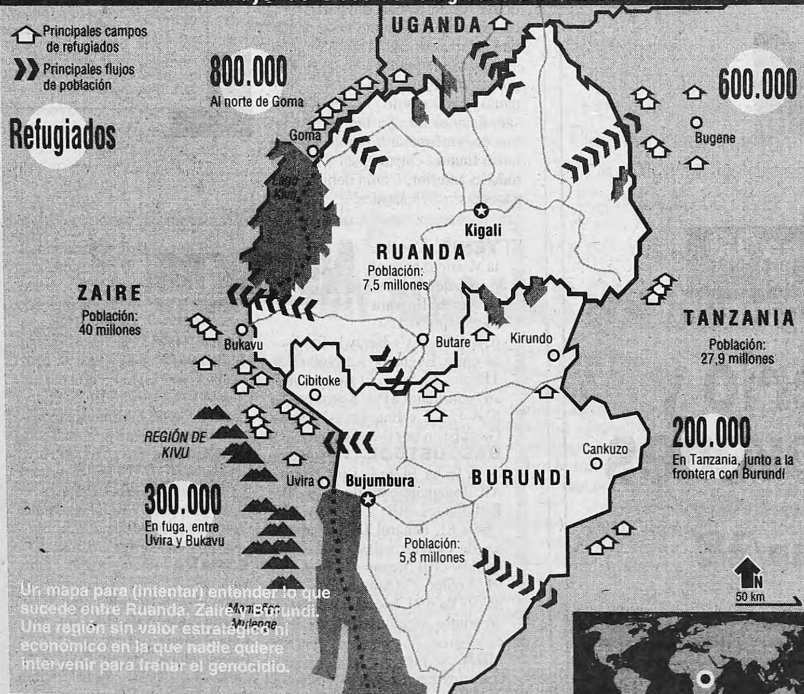 Principales campos
de refugiados
Principales flujos
de población
Refugiados
800.000
Al norte de Goma
UGANDA
600.000
Bugene
Goma
Lago
Kivu
Kigali
RUANDA
Población:
7,5 millones
ZAIRE
Población:
40 millones
TANZANIA
Población:
27,9 millones
Bukavu
Butare
Kirundo
Cibitoke
REGIÓN DE
KIVU
200.000
En Tanzania, junto a la
frontera con Burundi
Cankuzo
Uvira
Bujumbura
BURUNDI
300.000
En fuga, entre
Uvira y Bukavu
Población:
5,8 millones
N
50 km
Un mapa para (intentar) entender lo que
sucede entre Ruanda, Zaire y Burundi.
Una región sin valor estratégico ni
económico en la que nadie quiere
intervenir para frenar el genocidio.